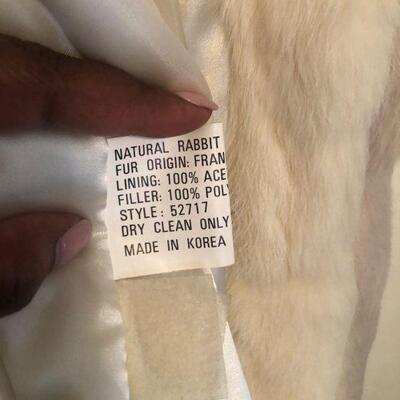 NATURAL RABBIT
FUR ORIGIN: FRAN
LINING: 100% ACE
FILLER: 100% POLY
STYLE: 52717
DRY CLEAN ONLY
MADE IN KOREA